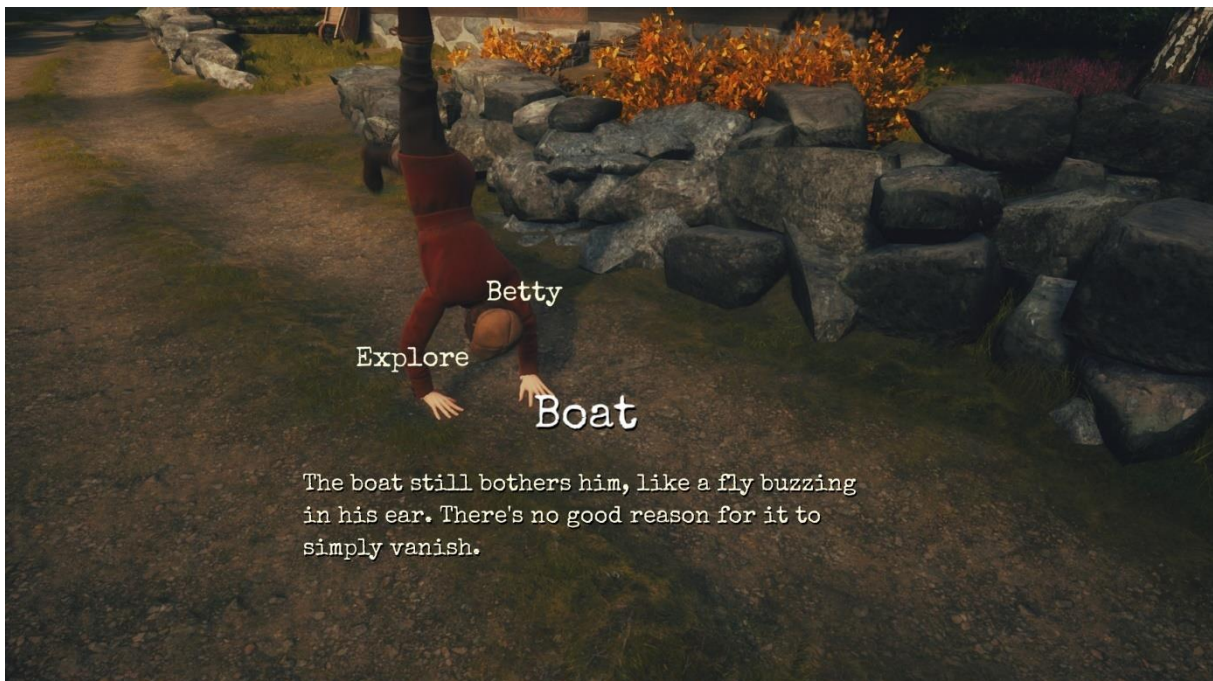 Betty
Explore
Boat
The boat still bothers him, like a fly buzzing
in his ear. There's no good reason for it to
simply vanish.